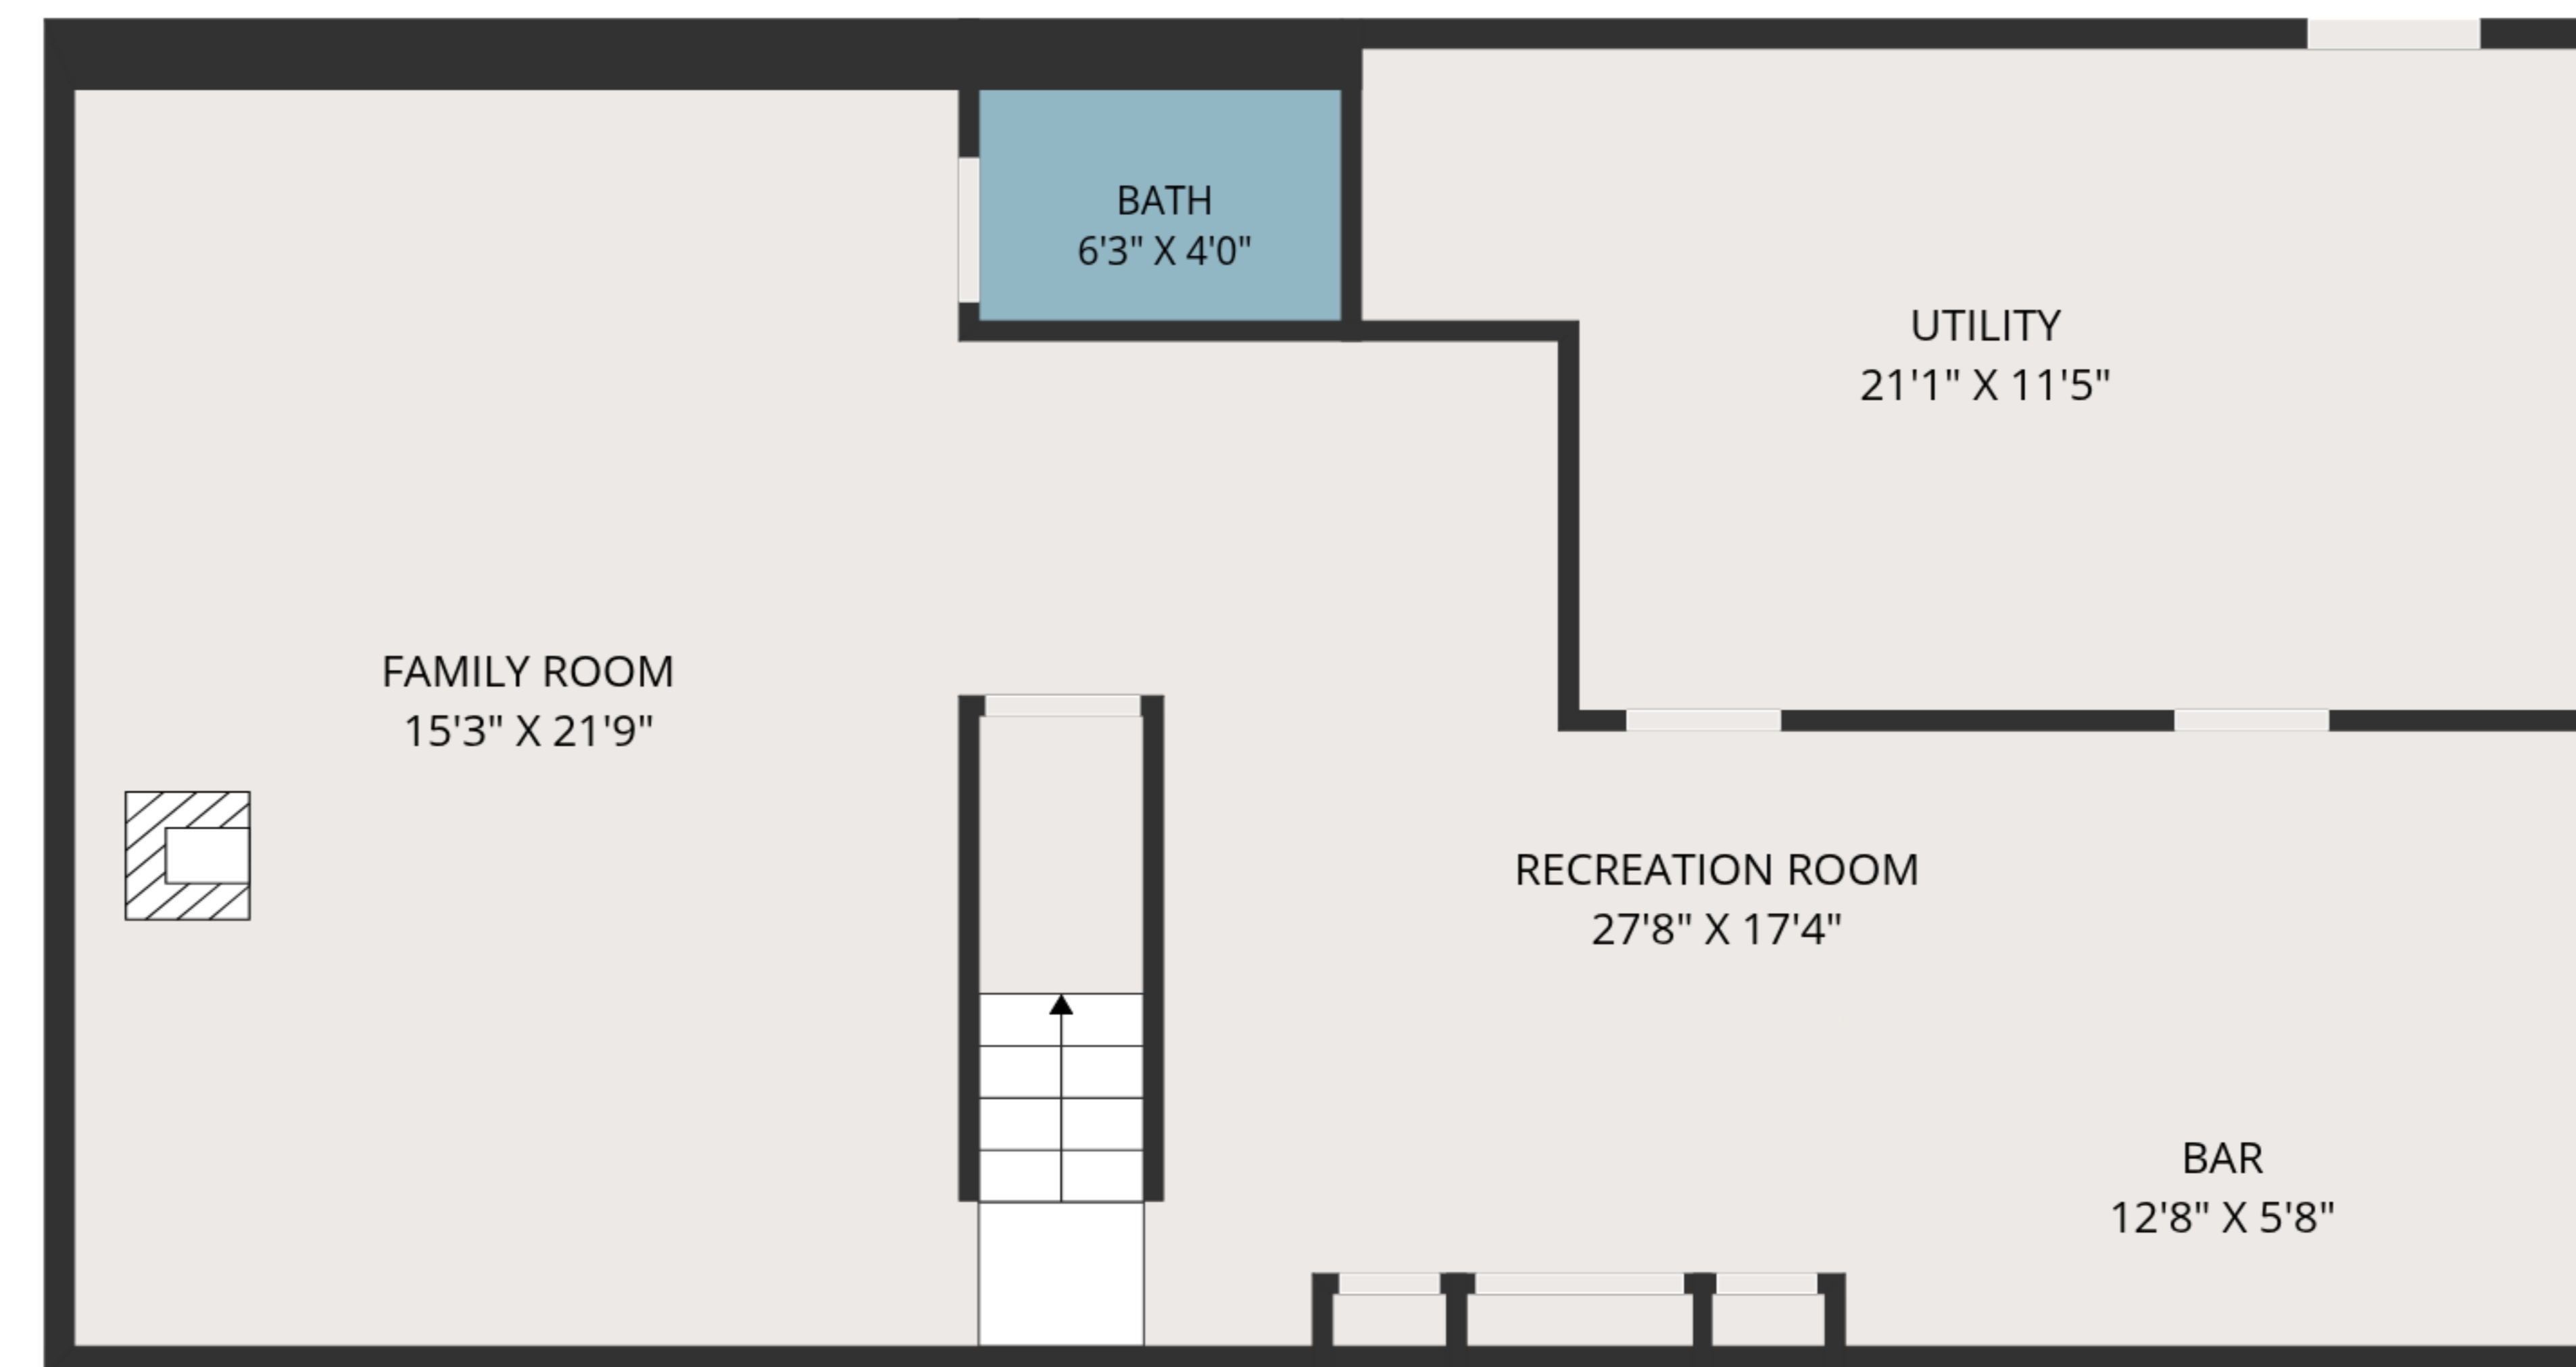 BATH
6'3" X 4'0"
UTILITY
21'1" X 11'5"
FAMILY ROOM
15'3" X 21'9"
RECREATION ROOM
27'8" X 17'4"
BAR
12'8" X 5'8"